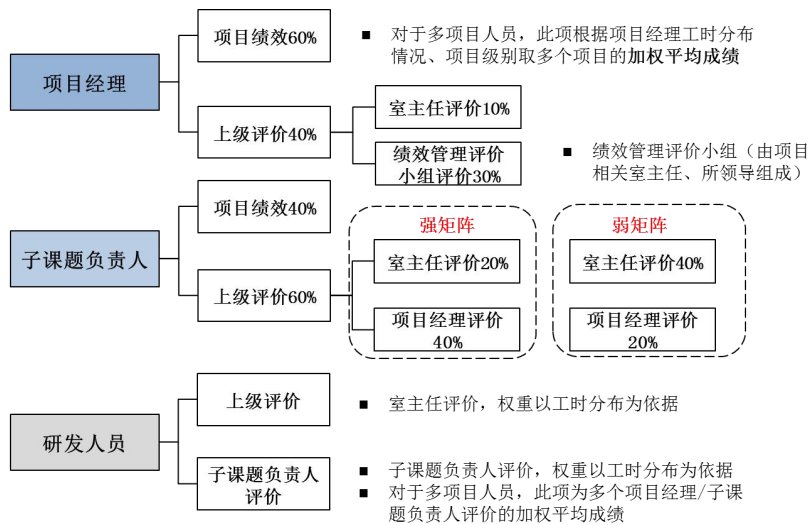 项目经理
项目绩效60%
■ 对于多项目人员，此项根据项目经理工时分布
情况、项目级别取多个项目的加权平均成绩
上级评价40%
室主任评价10%
绩效管理评价
小组评价30%
■ 绩效管理评价小组（由项目
相关室主任、所领导组成）
子课题负责人
项目绩效40%
上级评价60%
强矩阵
室主任评价20%
项目经理评价
40%
弱矩阵
室主任评价40%
项目经理评价
20%
研发人员
上级评价
■ 室主任评价，权重以工时分布为依据
子课题负责人
评价
■ 子课题负责人评价，权重以工时分布为依据
■ 对于多项目人员，此项为多个项目经理/子课
题负责人评价的加权平均成绩